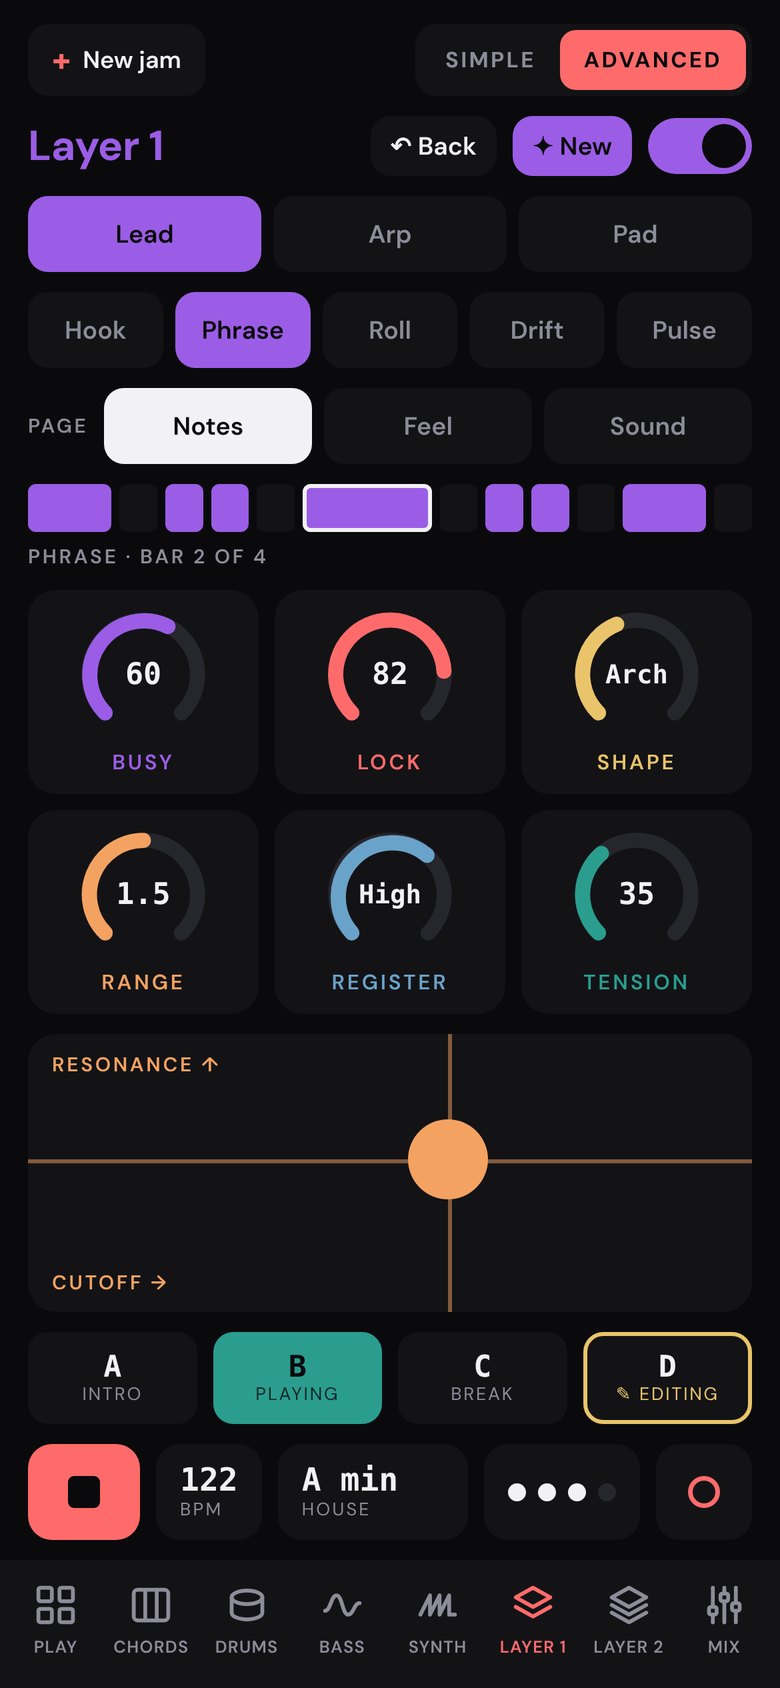 + New jam SIMPLE ADVANCED
Layer 1 ↶ Back ✦ New
Lead Arp Pad
Hook Phrase Roll Drift Pulse
PAGE Notes Feel Sound
PHRASE · BAR 2 OF 4
60 82 Arch
BUSY LOCK SHAPE
1.5 High 35
RANGE REGISTER TENSION
RESONANCE ↑
CUTOFF →
A B C D
INTRO PLAYING BREAK ✎ EDITING
122 A min
BPM HOUSE
PLAY CHORDS DRUMS BASS SYNTH LAYER 1 LAYER 2 MIX